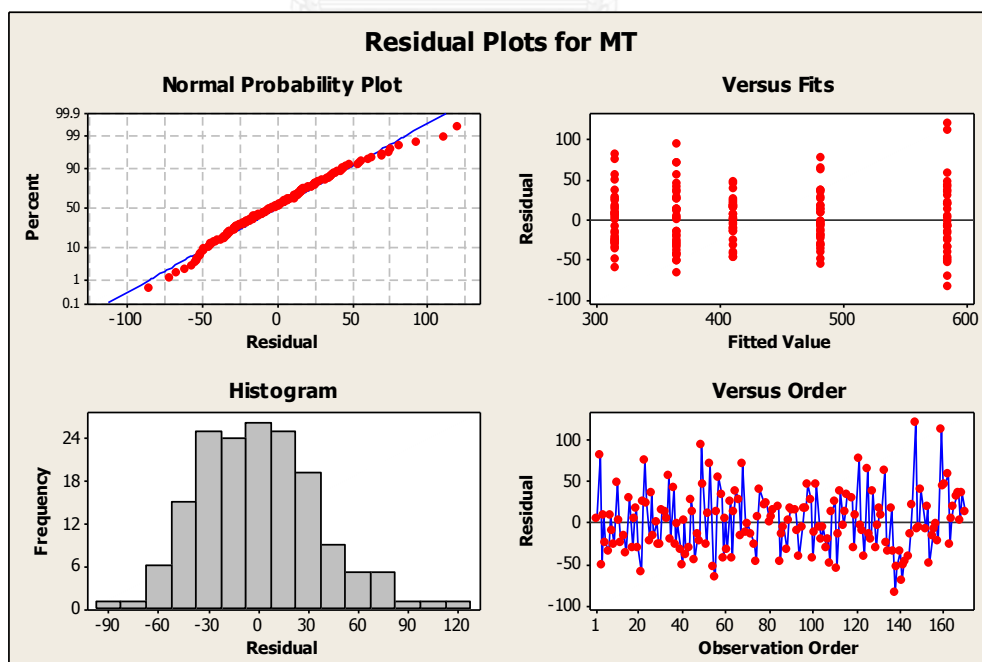 Residual Plots for MT
Normal Probability Plot
99.9
99
90
50
10
1
0.1
Percent
-100 -50 0 50 100
Residual
Versus Fits
100
50
0
-50
-100
Residual
300 400 500 600
Fitted Value
Histogram
24
18
12
6
0
Frequency
-90 -60 -30 0 30 60 90 120
Residual
Versus Order
100
50
0
-50
-100
Residual
1 20 40 60 80 100 120 140 160
Observation Order